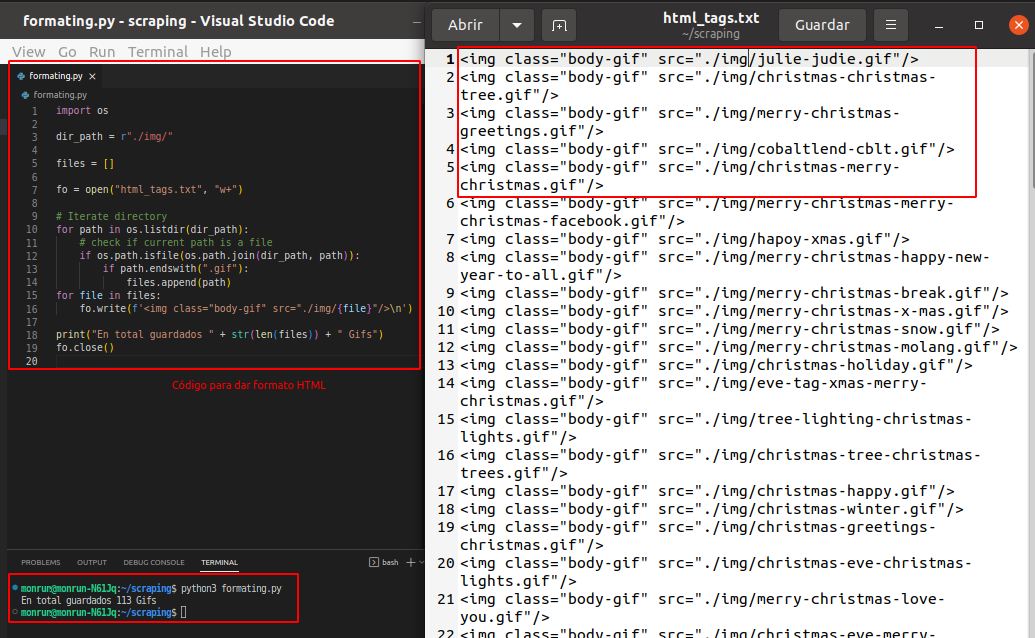 formating.py - scraping - Visual Studio Code
View Go Run Terminal Help
formating.py
formating.py
1 import os
2
3 dir_path = r"./img/"
4
5 files = []
6
7 fo = open("html_tags.txt", "w+")
8
9 # Iterate directory
10 for path in os.listdir(dir_path):
11 # check if current path is a file
12 if os.path.isfile(os.path.join(dir_path, path)):
13 if path.endswith(".gif"):
14 files.append(path)
15 for file in files:
16 fo.write(f'<img class="body-gif" src="./img/{file}"/>\n')
17
18 print("En total guardados " + str(len(files)) + " Gifs")
19 fo.close()
20
Código para dar formato HTML
PROBLEMS OUTPUT DEBUG CONSOLE TERMINAL bash
monrun@monrun-N61Jq:~/scraping$ python3 formating.py
En total guardados 113 Gifs
monrun@monrun-N61Jq:~/scraping$
Abrir html_tags.txt Guardar
~/scraping
1 <img class="body-gif" src="./img/julie-judie.gif"/>
2 <img class="body-gif" src="./img/christmas-christmas-
tree.gif"/>
3 <img class="body-gif" src="./img/merry-christmas-
greetings.gif"/>
4 <img class="body-gif" src="./img/cobaltlend-cblt.gif"/>
5 <img class="body-gif" src="./img/christmas-merry-
christmas.gif"/>
6 <img class="body-gif" src="./img/merry-christmas-merry-
christmas-facebook.gif"/>
7 <img class="body-gif" src="./img/hapoy-xmas.gif"/>
8 <img class="body-gif" src="./img/merry-christmas-happy-new-
year-to-all.gif"/>
9 <img class="body-gif" src="./img/merry-christmas-break.gif"/>
10 <img class="body-gif" src="./img/merry-christmas-x-mas.gif"/>
11 <img class="body-gif" src="./img/merry-christmas-snow.gif"/>
12 <img class="body-gif" src="./img/merry-christmas-molang.gif"/>
13 <img class="body-gif" src="./img/christmas-holiday.gif"/>
14 <img class="body-gif" src="./img/eve-tag-xmas-merry-
christmas.gif"/>
15 <img class="body-gif" src="./img/tree-lighting-christmas-
lights.gif"/>
16 <img class="body-gif" src="./img/christmas-tree-christmas-
trees.gif"/>
17 <img class="body-gif" src="./img/christmas-happy.gif"/>
18 <img class="body-gif" src="./img/christmas-winter.gif"/>
19 <img class="body-gif" src="./img/christmas-greetings-
christmas.gif"/>
20 <img class="body-gif" src="./img/christmas-eve-christmas-
lights.gif"/>
21 <img class="body-gif" src="./img/merry-christmas-love-
you.gif"/>
22 <img class="body-gif" src="./img/christmas-eve-merry-